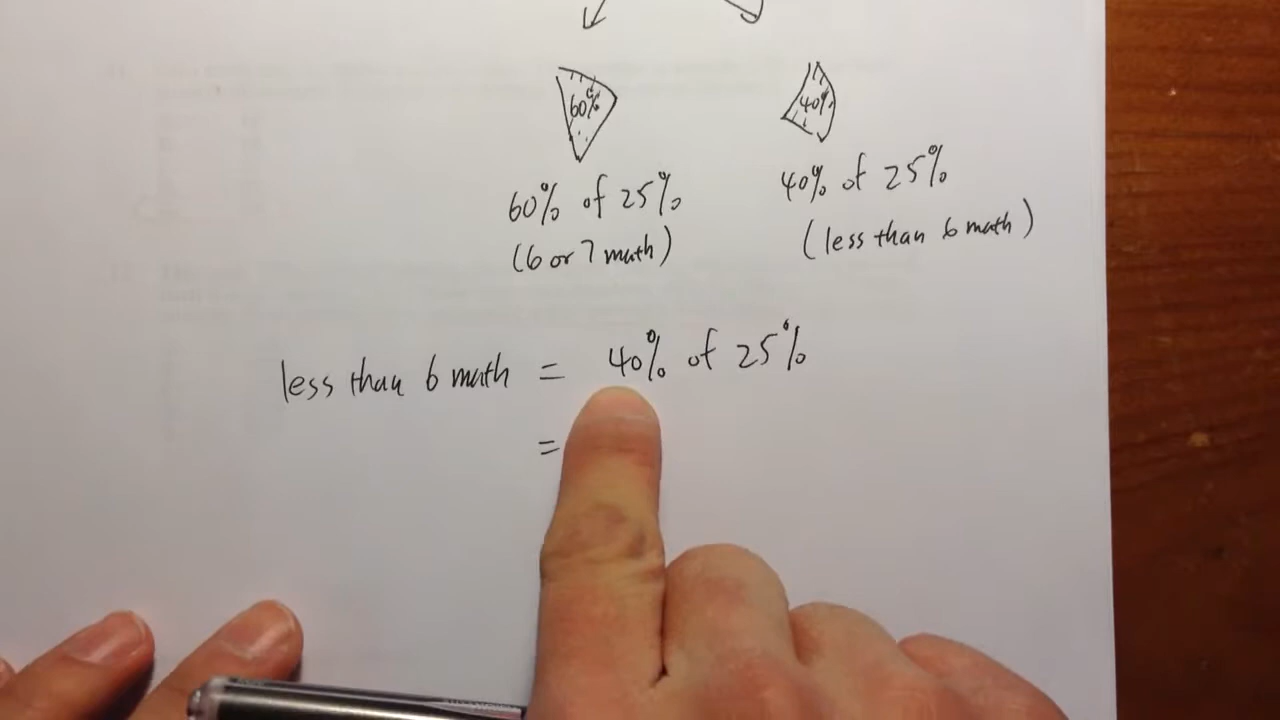 60% 40%
60% of 25% 40% of 25%
(6 or 7 math) (less than 6 math)
less than 6 math = 40% of 25%
=